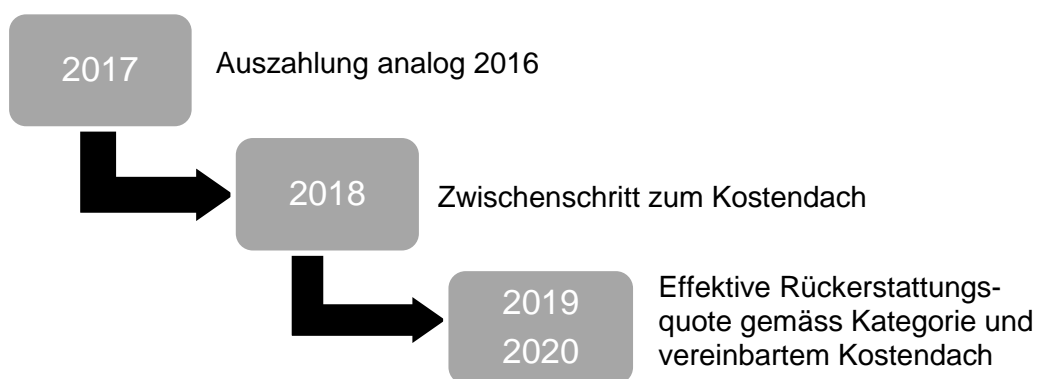 2017
Auszahlung analog 2016
2018
Zwischenschritt zum Kostendach
2019
2020
Effektive Rückerstattungs-
quote gemäss Kategorie und
vereinbartem Kostendach